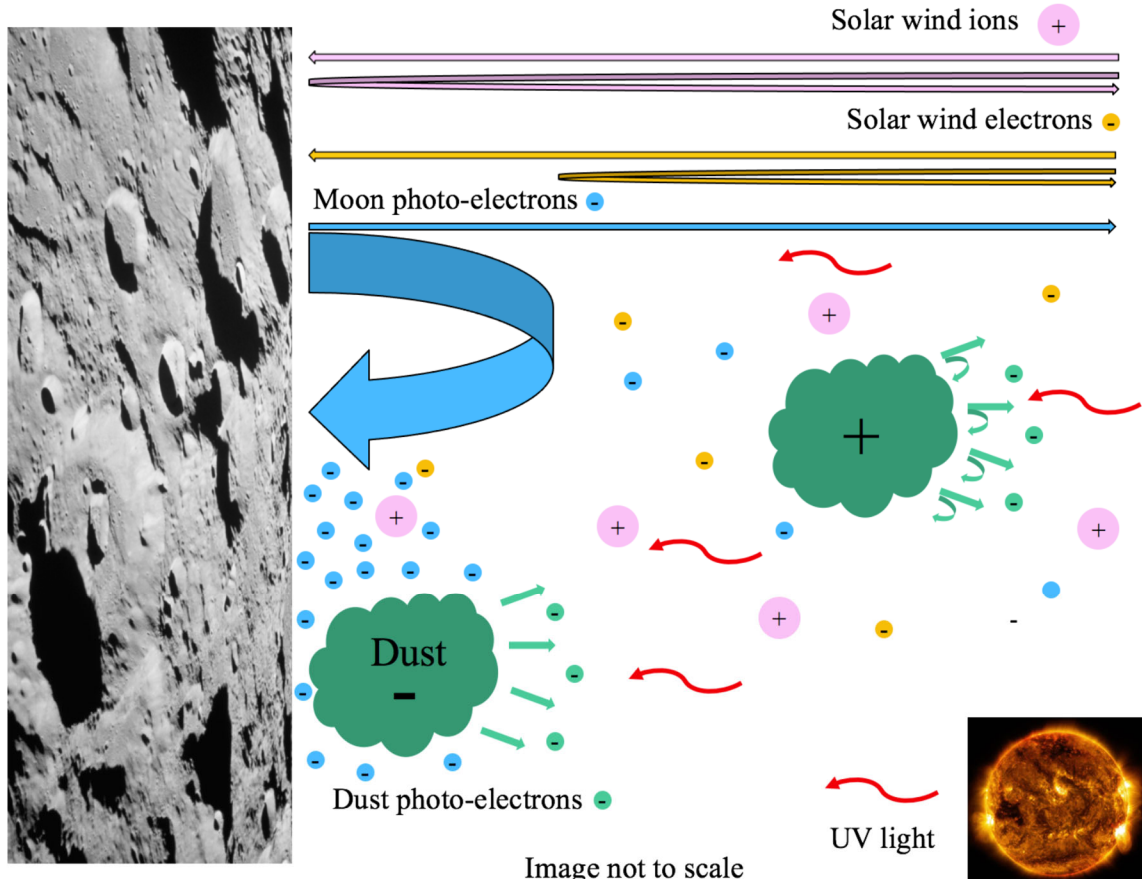 Solar wind ions +
Solar wind electrons -
Moon photo-electrons -
Dust
-
+
Dust photo-electrons -
UV light
Image not to scale